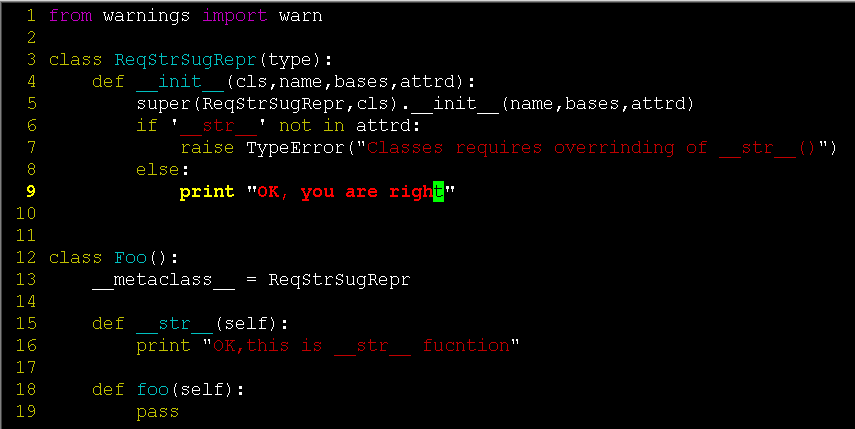 1 from warnings import warn
2
3 class ReqStrSugRepr(type):
4     def __init__(cls,name,bases,attrd):
5         super(ReqStrSugRepr,cls).__init__(name,bases,attrd)
6         if '__str__' not in attrd:
7             raise TypeError("Classes requires overrinding of __str__()")
8         else:
9             print "OK, you are right"
10
11
12 class Foo():
13     __metaclass__ = ReqStrSugRepr
14
15     def __str__(self):
16         print "OK,this is __str__ fucntion"
17
18     def foo(self):
19         pass